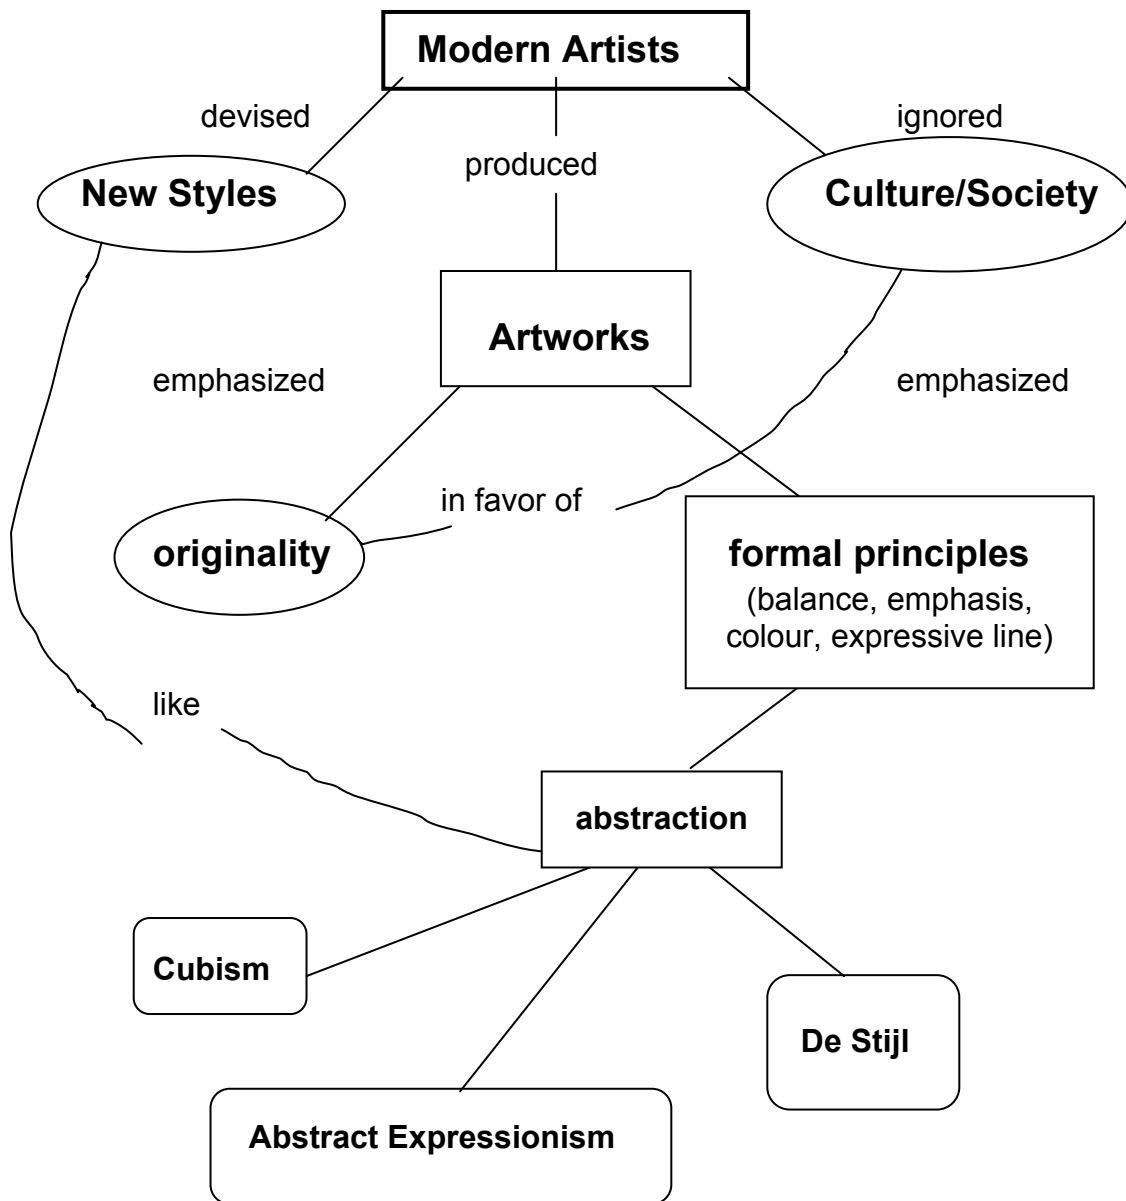 Modern Artists
devised
ignored
produced
New Styles
Culture/Society
Artworks
emphasized
emphasized
in favor of
originality
formal principles
(balance, emphasis,
colour, expressive line)
like
abstraction
Cubism
De Stijl
Abstract Expressionism